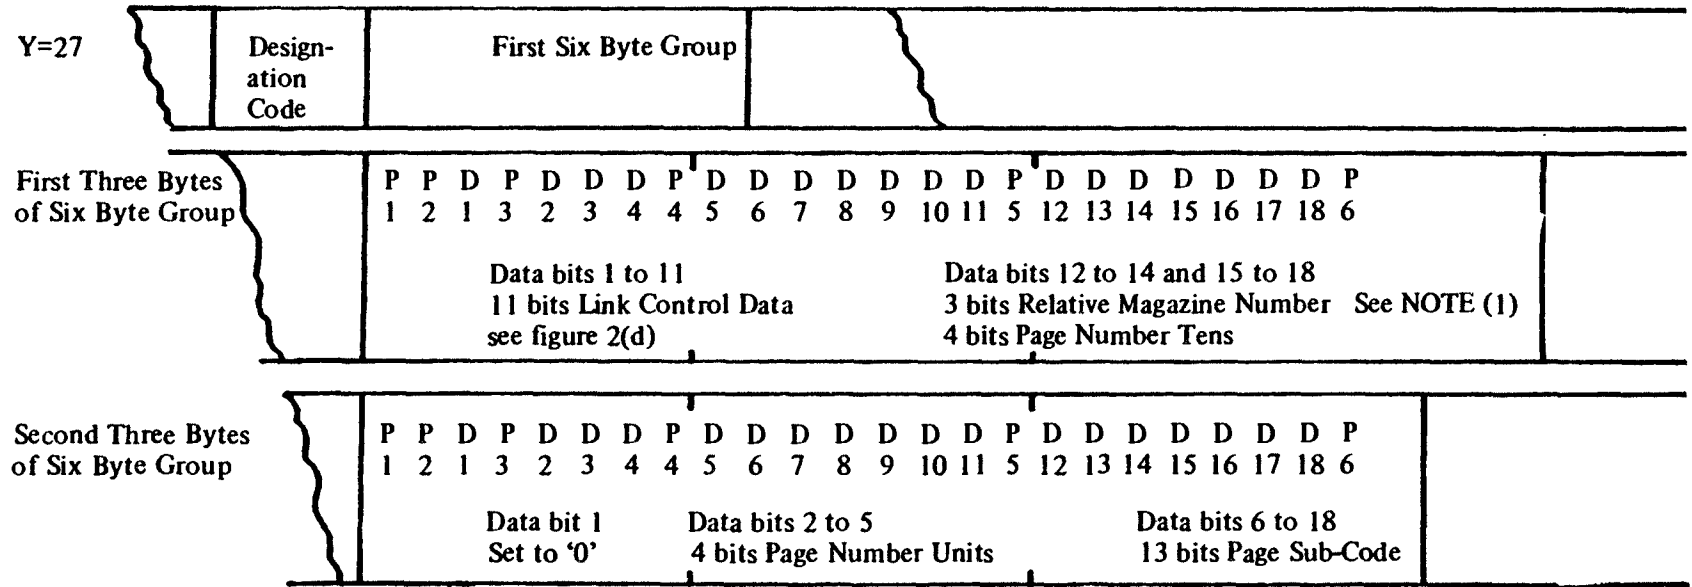 Y=27
Design-
ation
Code
First Six Byte Group
First Three Bytes
of Six Byte Group
P P D P D D D P D D D D D D D P D D D D D D D P
1 2 1 3 2 3 4 4 5 6 7 8 9 10 11 5 12 13 14 15 16 17 18 6
Data bits 1 to 11
11 bits Link Control Data
see figure 2(d)
Data bits 12 to 14 and 15 to 18
3 bits Relative Magazine Number See NOTE (1)
4 bits Page Number Tens
Second Three Bytes
of Six Byte Group
P P D P D D D P D D D D D D D P D D D D D D D P
1 2 1 3 2 3 4 4 5 6 7 8 9 10 11 5 12 13 14 15 16 17 18 6
Data bit 1
Set to ‘0’
Data bits 2 to 5
4 bits Page Number Units
Data bits 6 to 18
13 bits Page Sub-Code